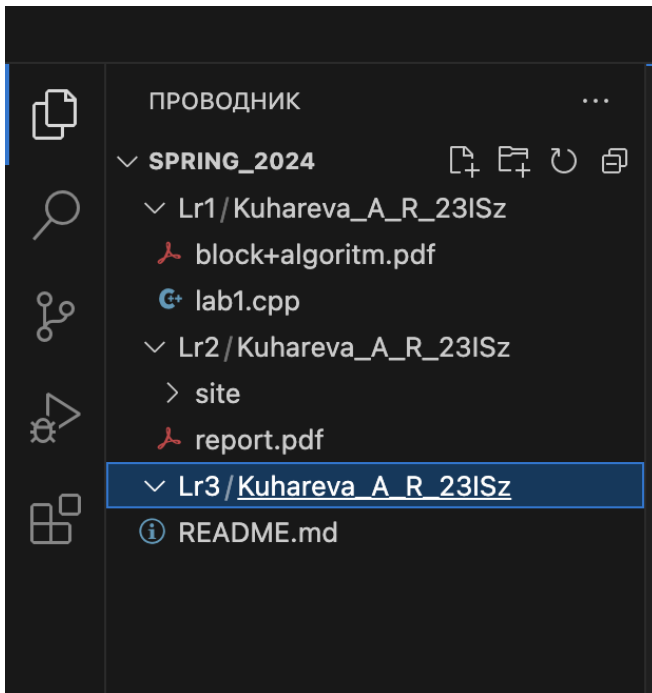 ПРОВОДНИК
SPRING_2024
Lr1/Kuhareva_A_R_23ISz
block+algoritm.pdf
lab1.cpp
Lr2/Kuhareva_A_R_23ISz
site
report.pdf
Lr3/Kuhareva_A_R_23ISz
README.md